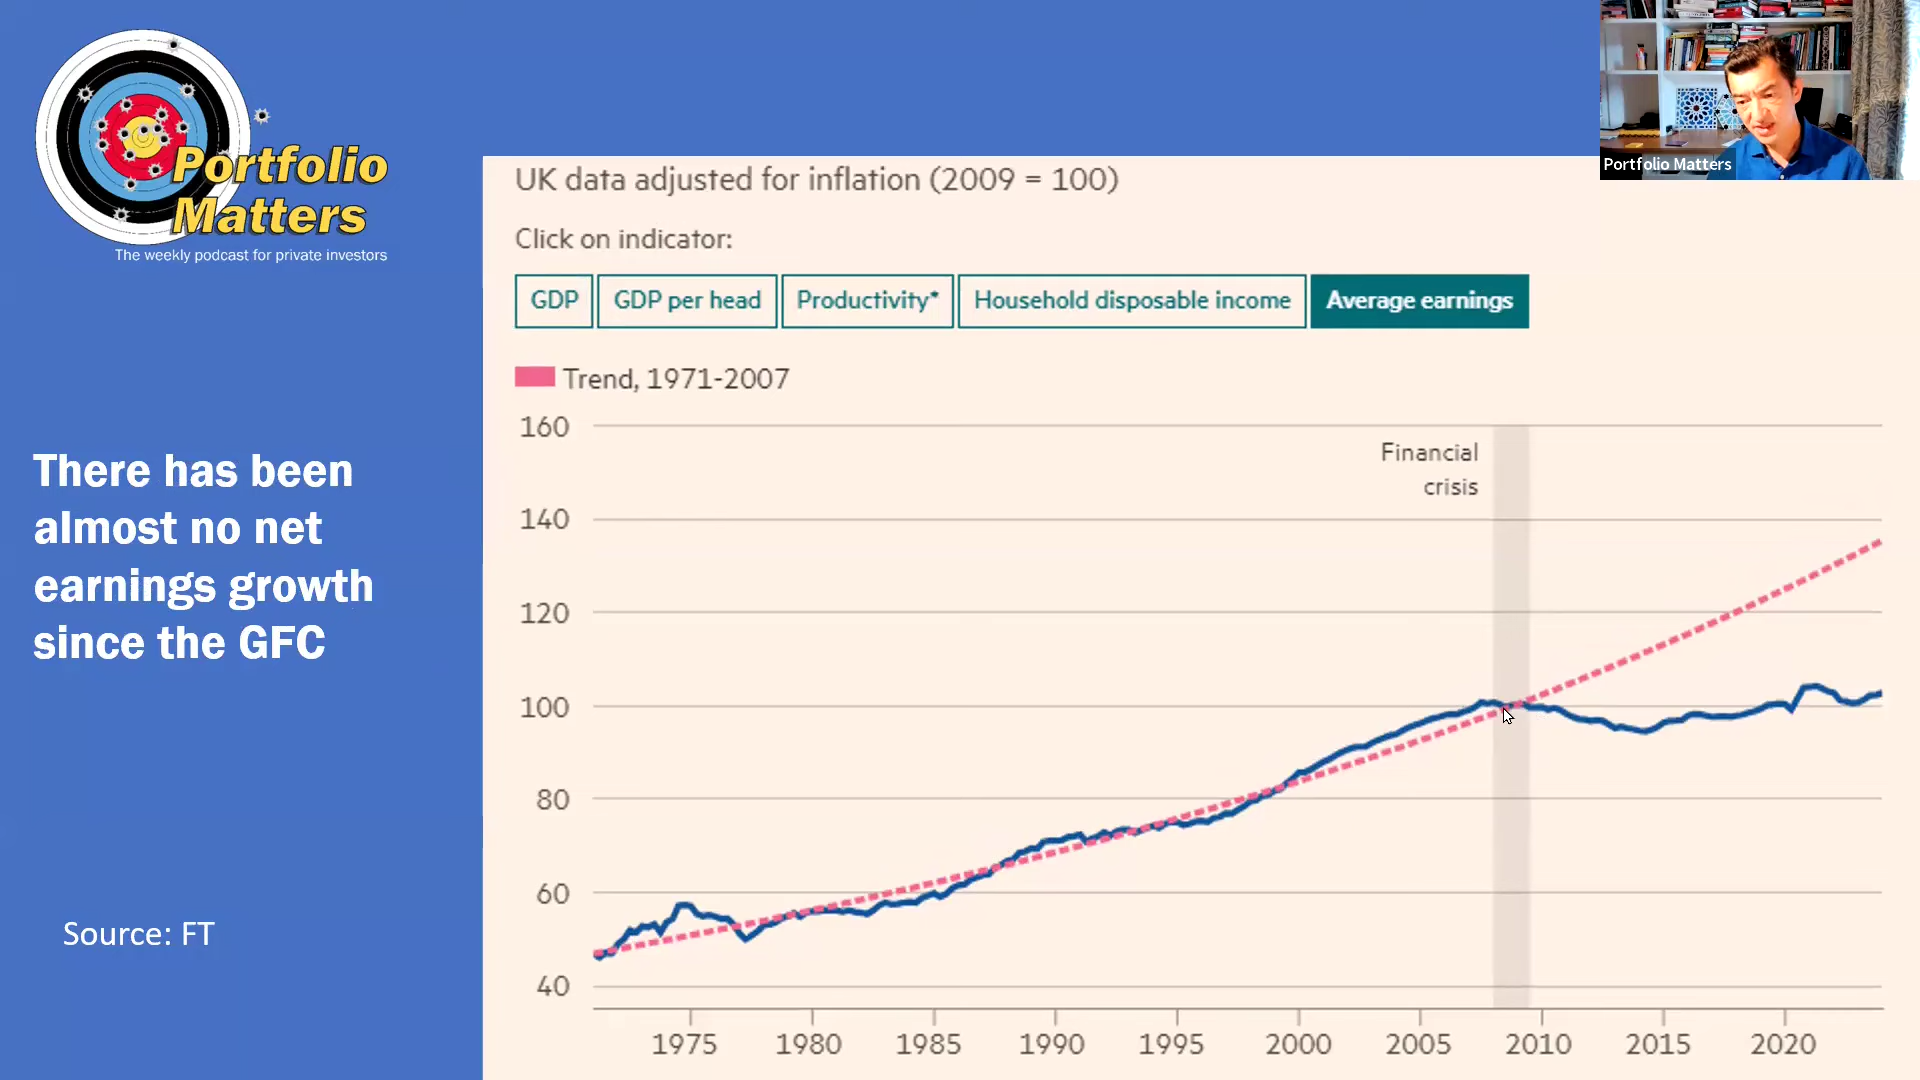 Portfolio
Matters
The weekly podcast for private investors
There has been
almost no net
earnings growth
since the GFC
Source: FT
UK data adjusted for inflation (2009 = 100)
Click on indicator:
GDP
GDP per head
Productivity*
Household disposable income
Average earnings
Trend, 1971-2007
160
140
120
100
80
60
40
Financial
crisis
1975
1980
1985
1990
1995
2000
2005
2010
2015
2020
Portfolio Matters